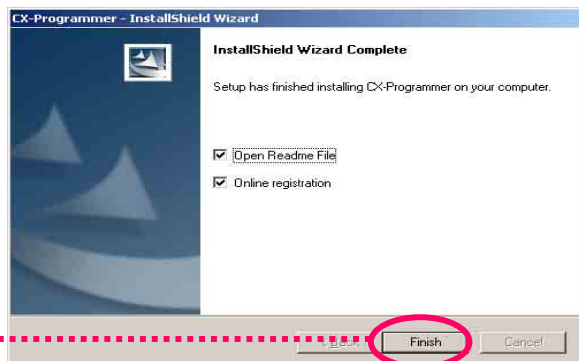 CX-Programmer - InstallShield Wizard
InstallShield Wizard Complete
Setup has finished installing CX-Programmer on your computer.
Open Readme File
Online registration
< Back
Finish
Cancel